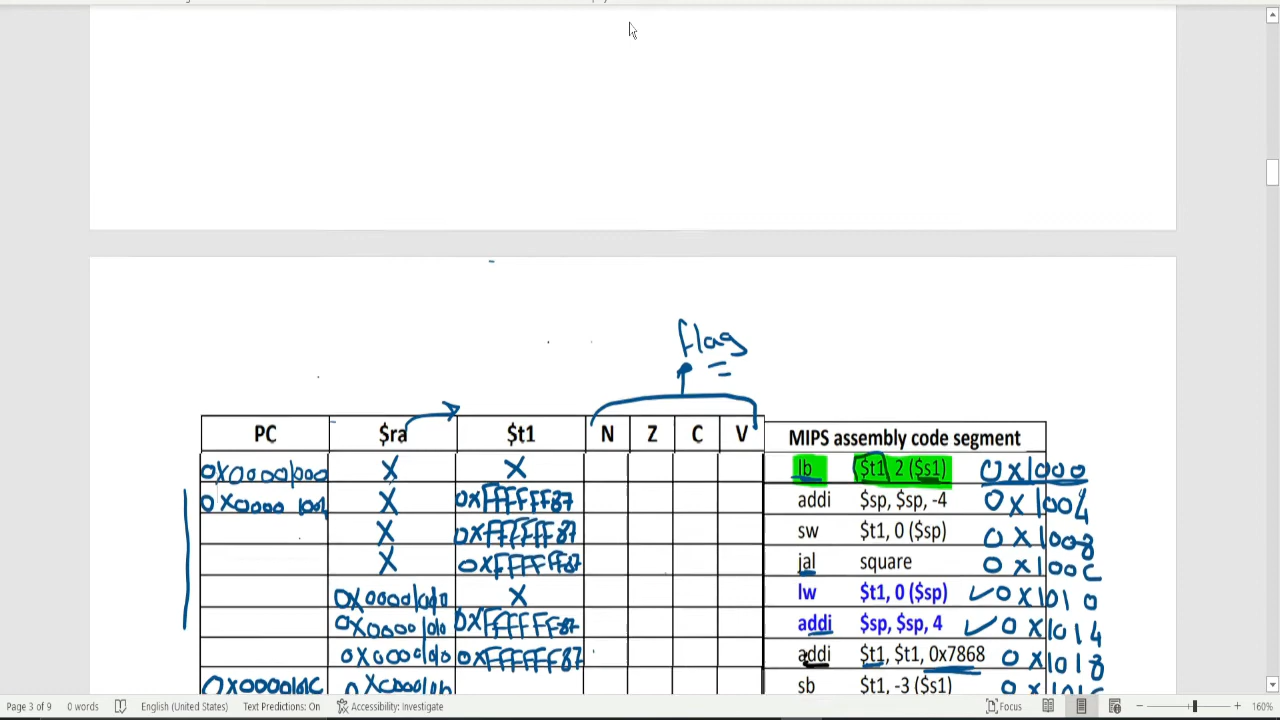 flag
PC $ra $t1 N Z C V MIPS assembly code segment
0x00001000 X X lb $t1, 2 ($s1) 0x1000
0x00001004 X 0xFFFFFF87 addi $sp, $sp, -4 0x1004
X 0xFFFFFF87 sw $t1, 0 ($sp) 0x1008
X 0xFFFFFF87 jal square 0x100C
0x00001010 X lw $t1, 0 ($sp) 0x1010
0x00001010 0xFFFFFF87 addi $sp, $sp, 4 0x1014
0x00001010 0xFFFFFF87 addi $t1, $t1, 0x7868 0x1018
sb $t1, -3 ($s1)
Page 3 of 9 0 words English (United States) Text Predictions: On Accessibility: Investigate Focus 160%